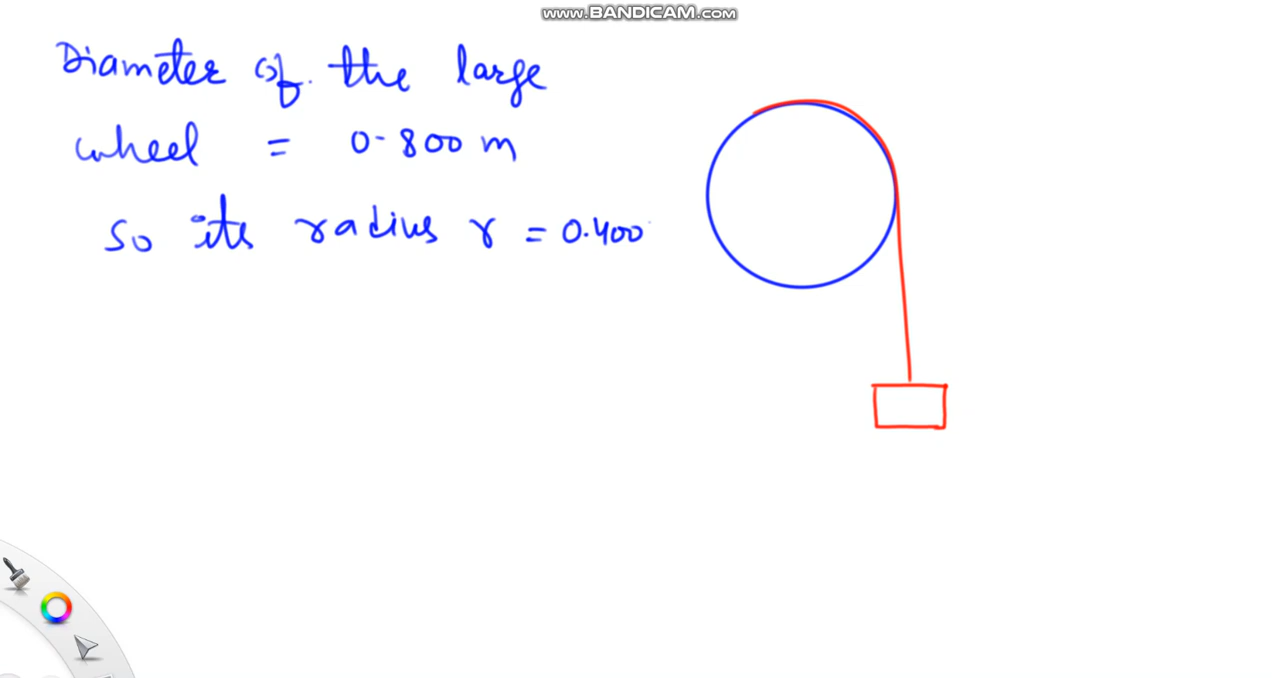 www.BANDICAM.com
Diameter of the large
wheel = 0.800 m
so its radius r = 0.400